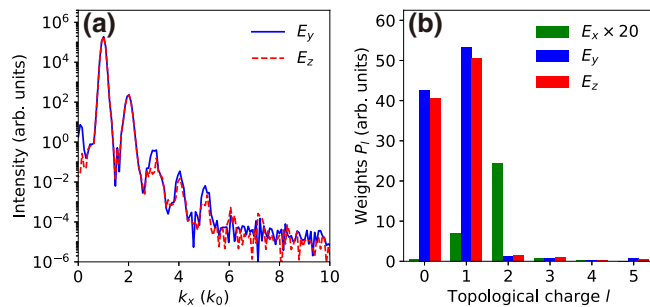 (a)
E_y
E_z
Intensity (arb. units)
10^6
10^4
10^2
10^0
10^−2
10^−4
10^−6
0 2 4 6 8 10
k_x (k_0)
(b)
E_x × 20
E_y
E_z
Weights P_l (arb. units)
60
50
40
30
20
10
0
0 1 2 3 4 5
Topological charge l